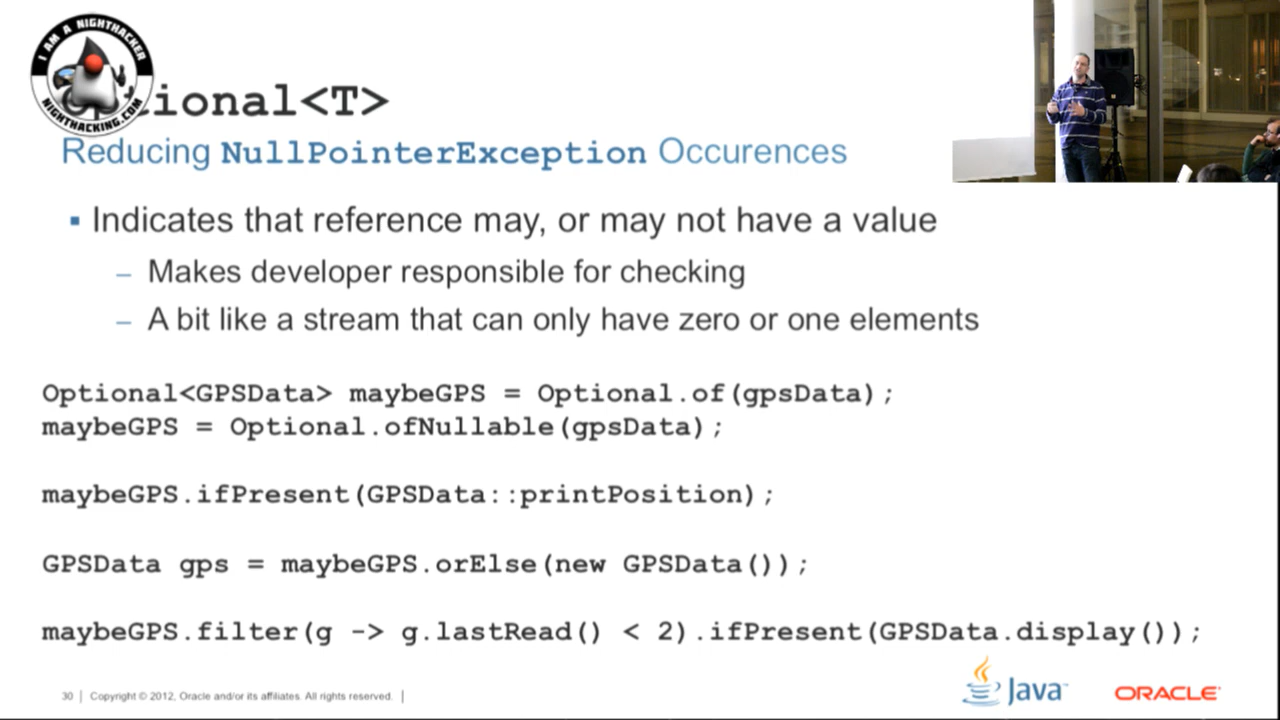 I AM A NIGHTHACKER
NIGHTHACKING.COM
ional<T>
Reducing NullPointerException Occurences
▪ Indicates that reference may, or may not have a value
– Makes developer responsible for checking
– A bit like a stream that can only have zero or one elements
Optional<GPSData> maybeGPS = Optional.of(gpsData);
maybeGPS = Optional.ofNullable(gpsData);
maybeGPS.ifPresent(GPSData::printPosition);
GPSData gps = maybeGPS.orElse(new GPSData());
maybeGPS.filter(g -> g.lastRead() < 2).ifPresent(GPSData.display());
30 | Copyright © 2012, Oracle and/or its affiliates. All rights reserved. |
Java™
ORACLE®